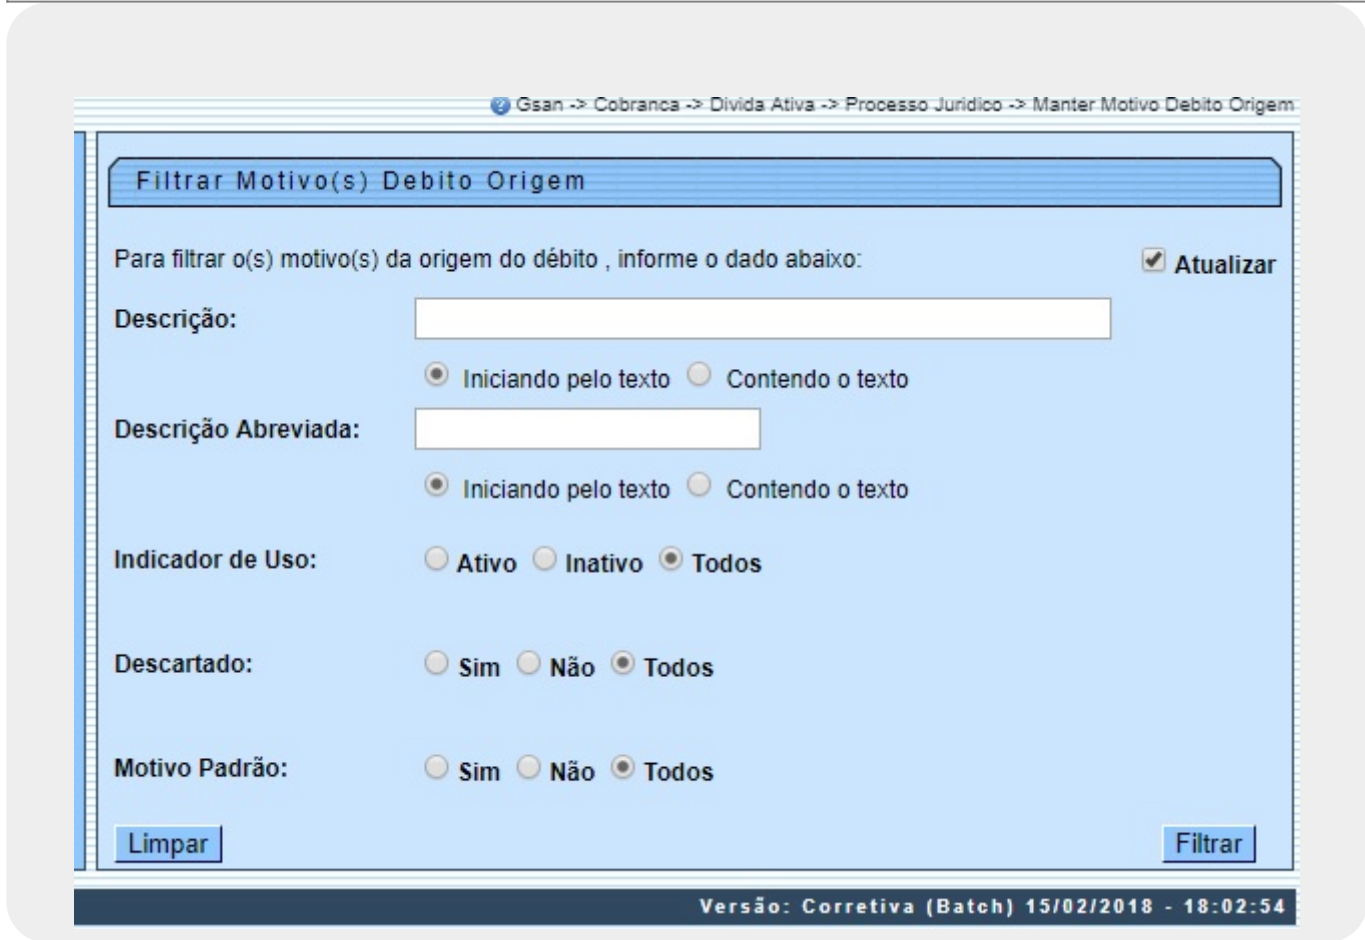 Gsan -> Cobranca -> Divida Ativa -> Processo Juridico -> Manter Motivo Debito Origem
Filtrar Motivo(s) Debito Origem
Para filtrar o(s) motivo(s) da origem do débito , informe o dado abaixo: Atualizar
Descrição:
Iniciando pelo texto Contendo o texto
Descrição Abreviada:
Iniciando pelo texto Contendo o texto
Indicador de Uso: Ativo Inativo Todos
Descartado: Sim Não Todos
Motivo Padrão: Sim Não Todos
Limpar Filtrar
Versão: Corretiva (Batch) 15/02/2018 - 18:02:54